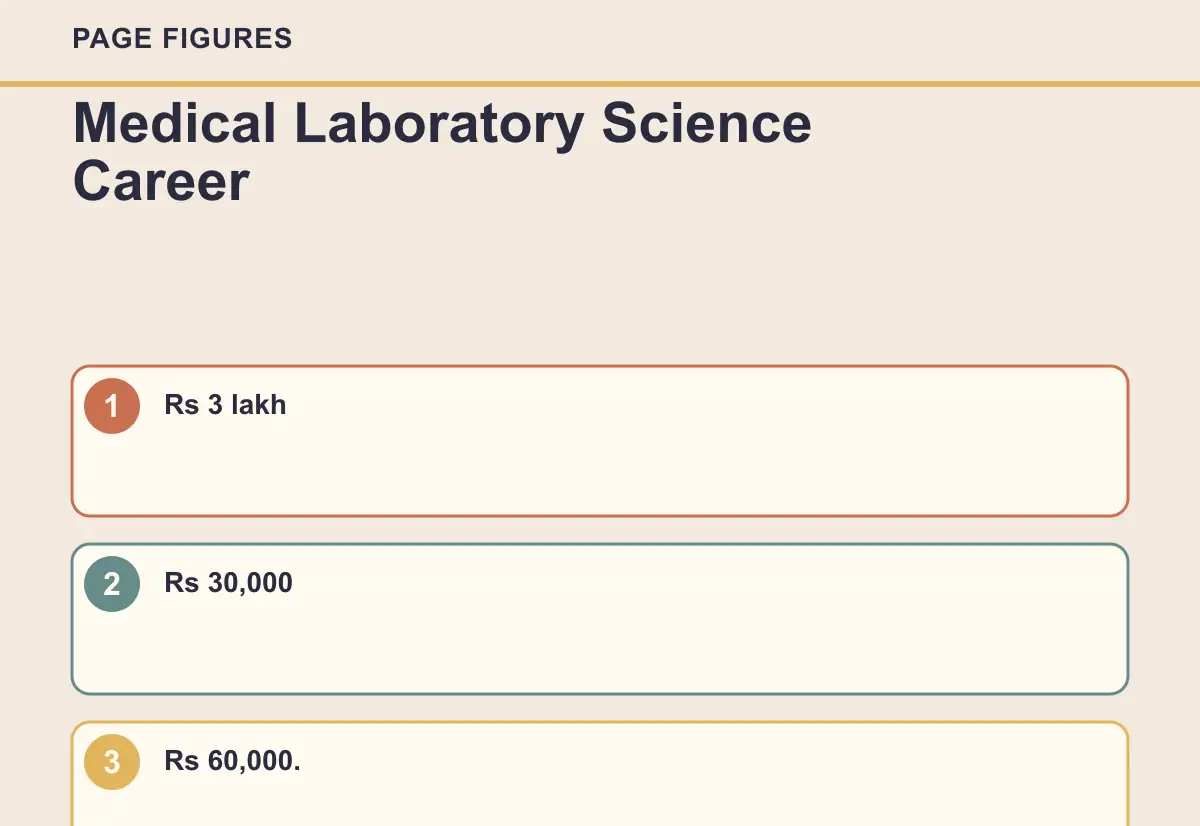 PAGE FIGURES
Medical Laboratory Science
Career
1
Rs 3 lakh
2
Rs 30,000
3
Rs 60,000.